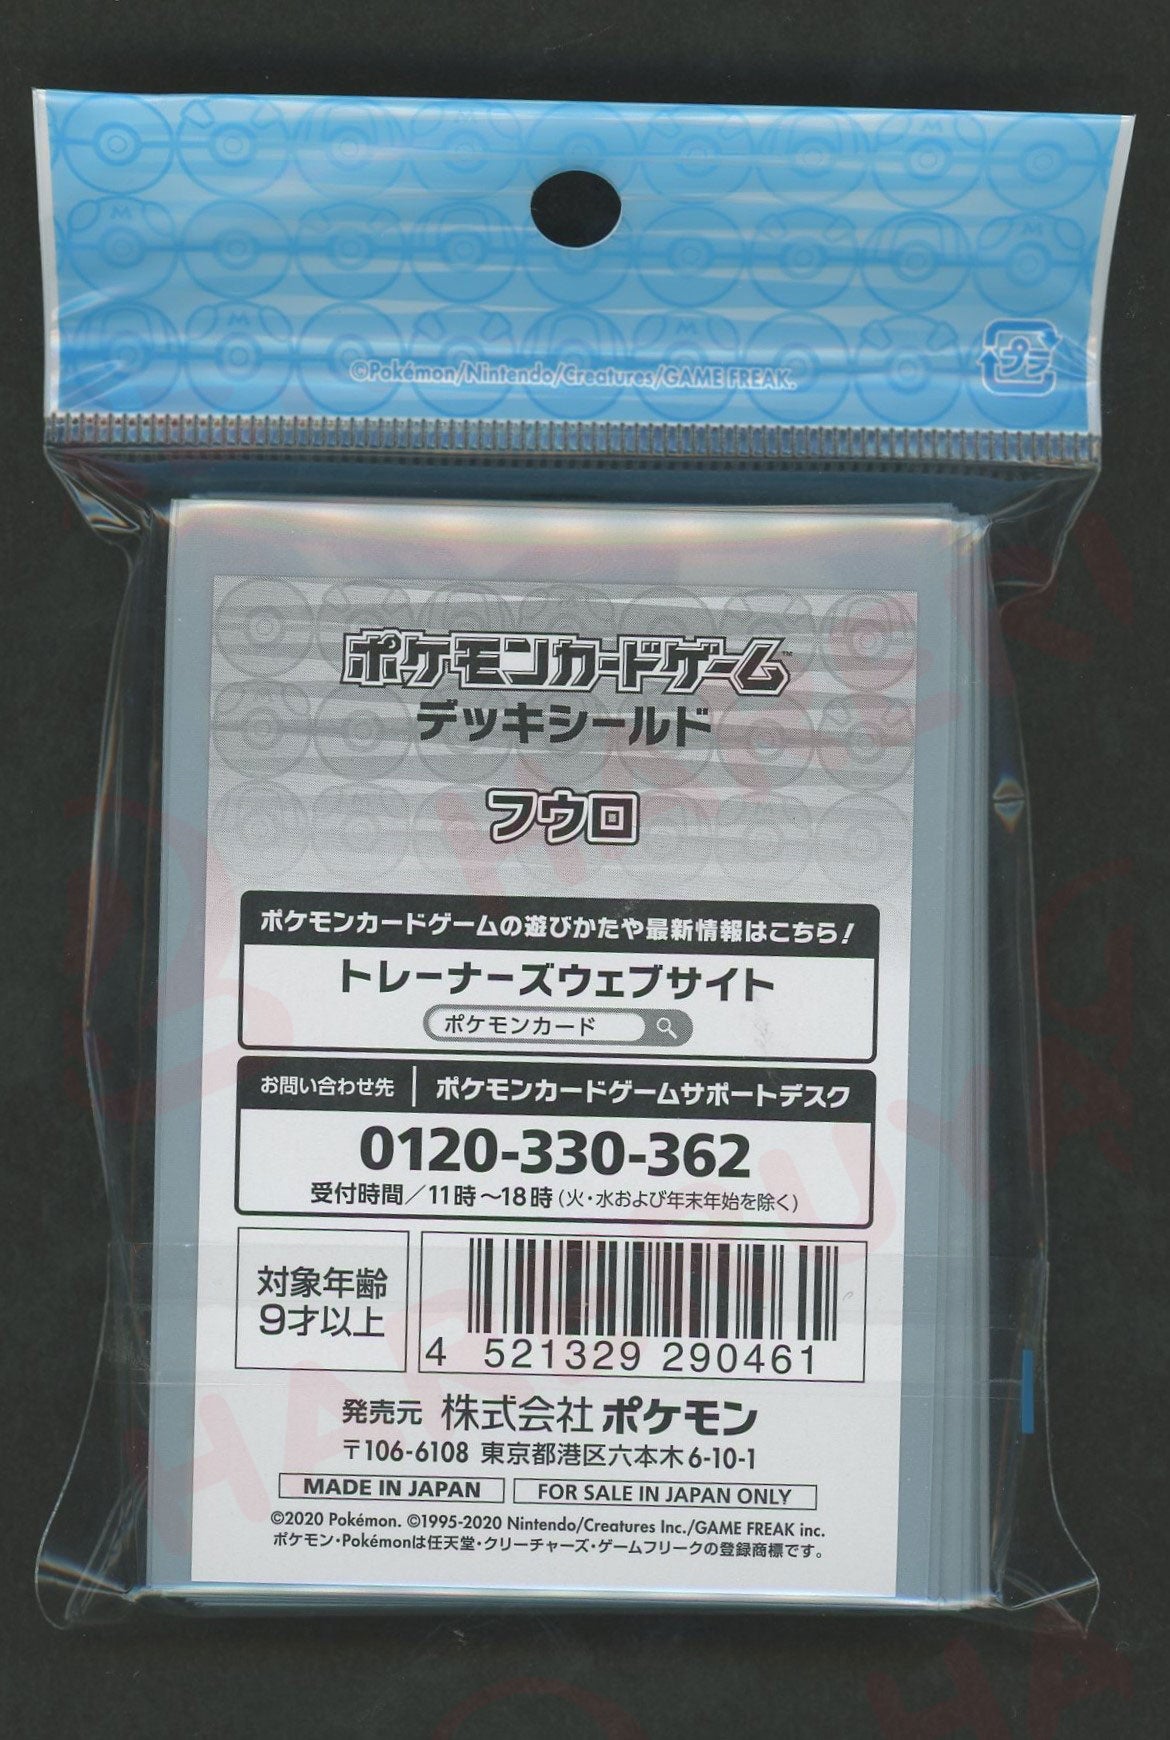 ©Pokémon/Nintendo/Creatures/GAME FREAK.
プラ
ポケモンカードゲーム™
デッキシールド
フウロ
ポケモンカードゲームの遊びかたや最新情報はこちら!
トレーナーズウェブサイト
ポケモンカード
お問い合わせ先 ポケモンカードゲームサポートデスク
0120-330-362
受付時間/11時~18時(火・水および年末年始を除く)
対象年齢
9才以上
4 521329 290461
発売元 株式会社ポケモン
〒106-6108 東京都港区六本木6-10-1
MADE IN JAPAN FOR SALE IN JAPAN ONLY
©2020 Pokémon. ©1995-2020 Nintendo/Creatures Inc./GAME FREAK inc.
ポケモン・Pokémonは任天堂・クリーチャーズ・ゲームフリークの登録商標です。